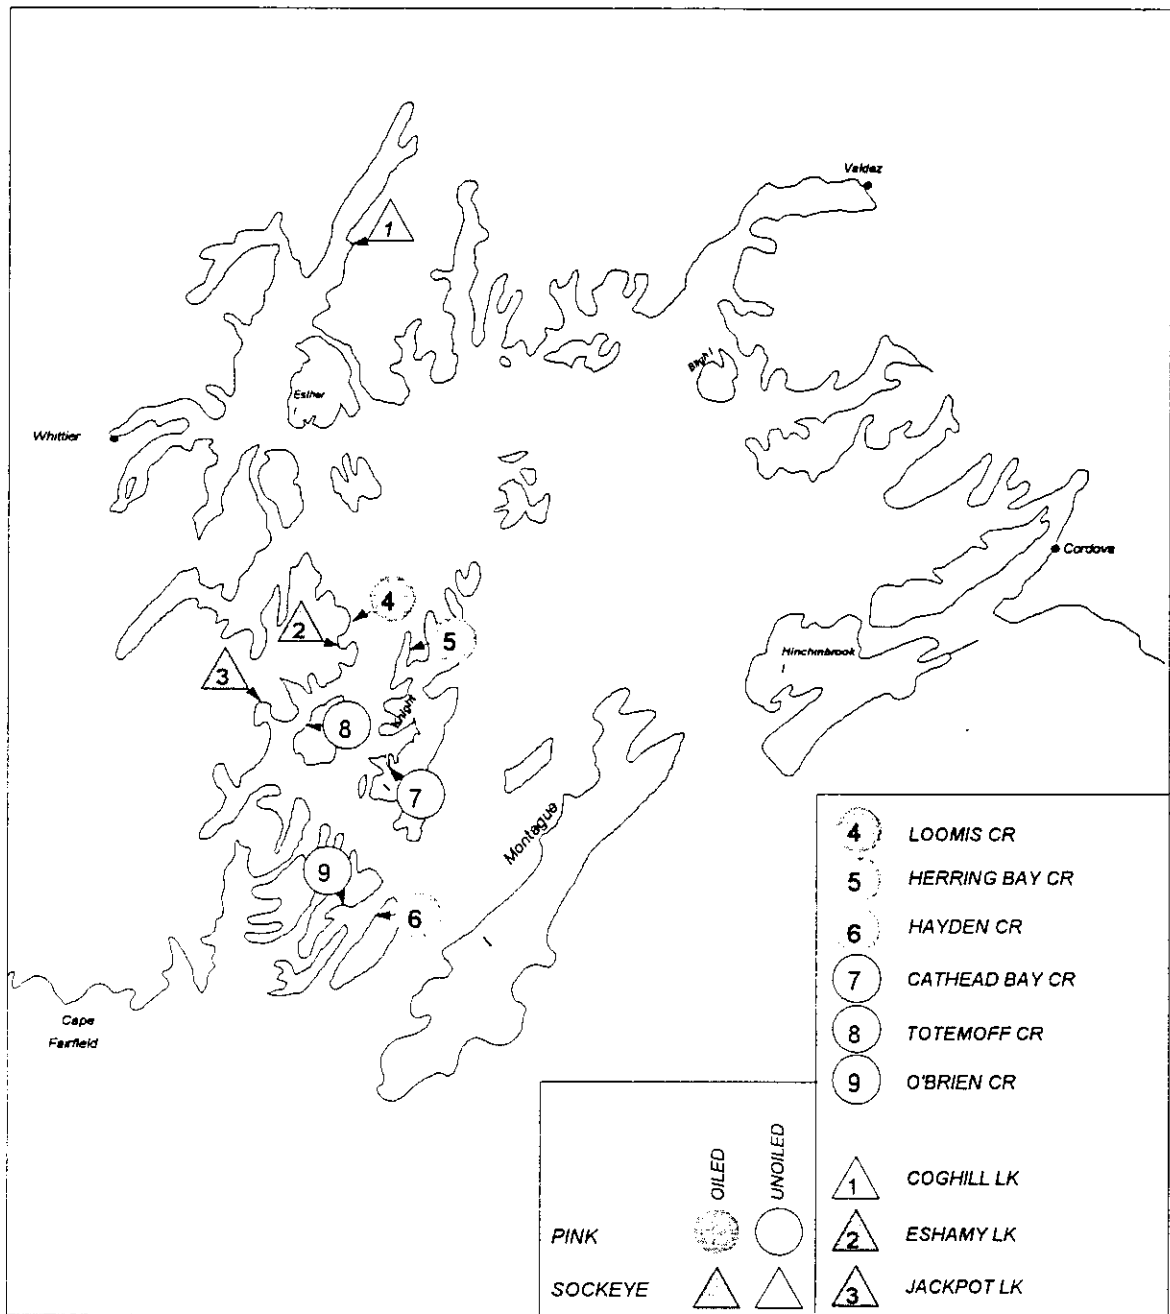 Valdez
1
Bligh I
Esther
I
Whittier
Cordova
4
2
5
Hinchinbrook
I
3
Knight
8
7
I
Montague
I
9
6
Cape
Fairfield
4 LOOMIS CR
5 HERRING BAY CR
6 HAYDEN CR
7 CATHEAD BAY CR
8 TOTEMOFF CR
9 O'BRIEN CR
1 COGHILL LK
2 ESHAMY LK
3 JACKPOT LK
OILED
UNOILED
PINK
SOCKEYE